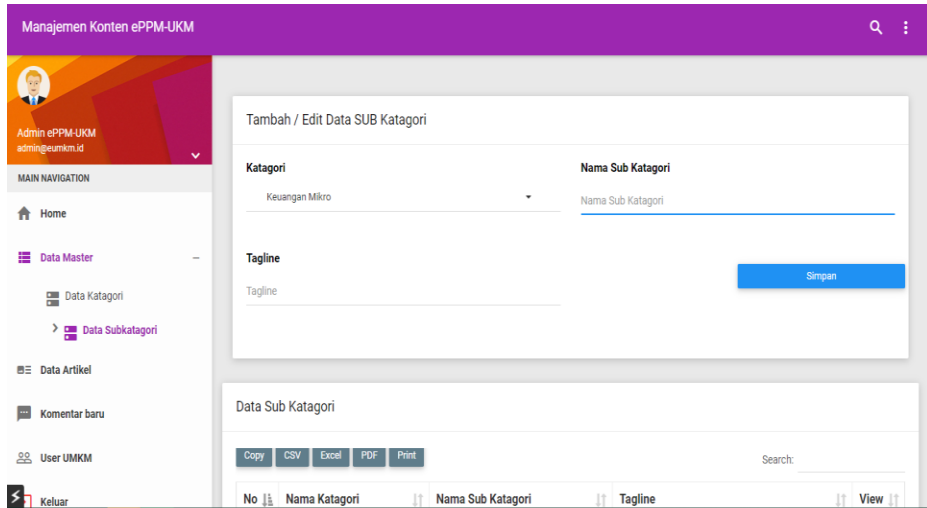 Manajemen Konten ePPM-UKM
Admin ePPM-UKM
admin@eumkm.id
MAIN NAVIGATION
Home
Data Master
Data Katagori
Data Subkatagori
Data Artikel
Komentar baru
User UMKM
Keluar
Tambah / Edit Data SUB Katagori
Katagori
Nama Sub Katagori
Keuangan Mikro
Nama Sub Katagori
Tagline
Simpan
Tagline
Data Sub Katagori
Copy CSV Excel PDF Print
Search:
No Nama Katagori Nama Sub Katagori Tagline View